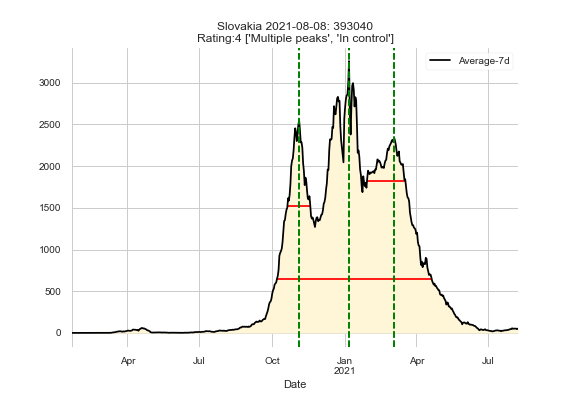 Slovakia 2021-08-08: 393040
Rating:4 ['Multiple peaks', 'In control']
Average-7d
3000
2500
2000
1500
1000
500
0
Apr Jul Oct Jan Apr Jul
2021
Date